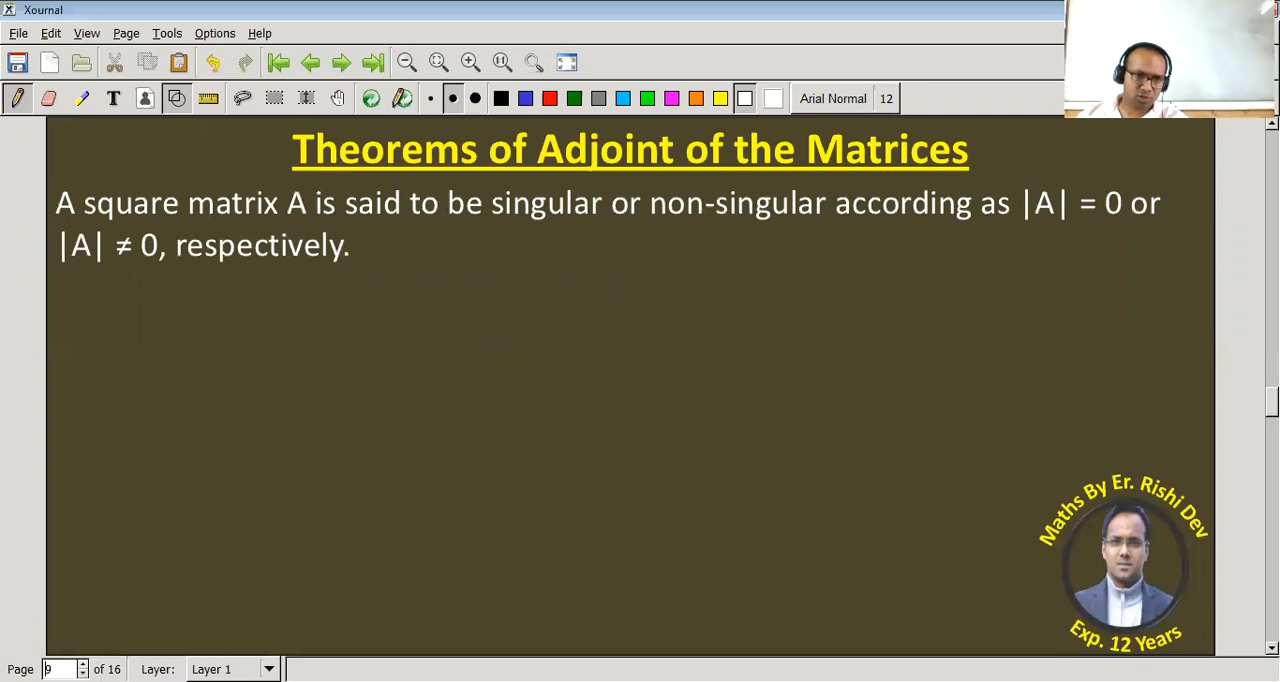 Xournal
File Edit View Page Tools Options Help
Arial Normal 12
Theorems of Adjoint of the Matrices
A square matrix A is said to be singular or non-singular according as |A| = 0 or
|A| ≠ 0, respectively.
Maths By Er. Rishi Dev
Exp. 12 Years
Page 9 of 16 Layer: Layer 1